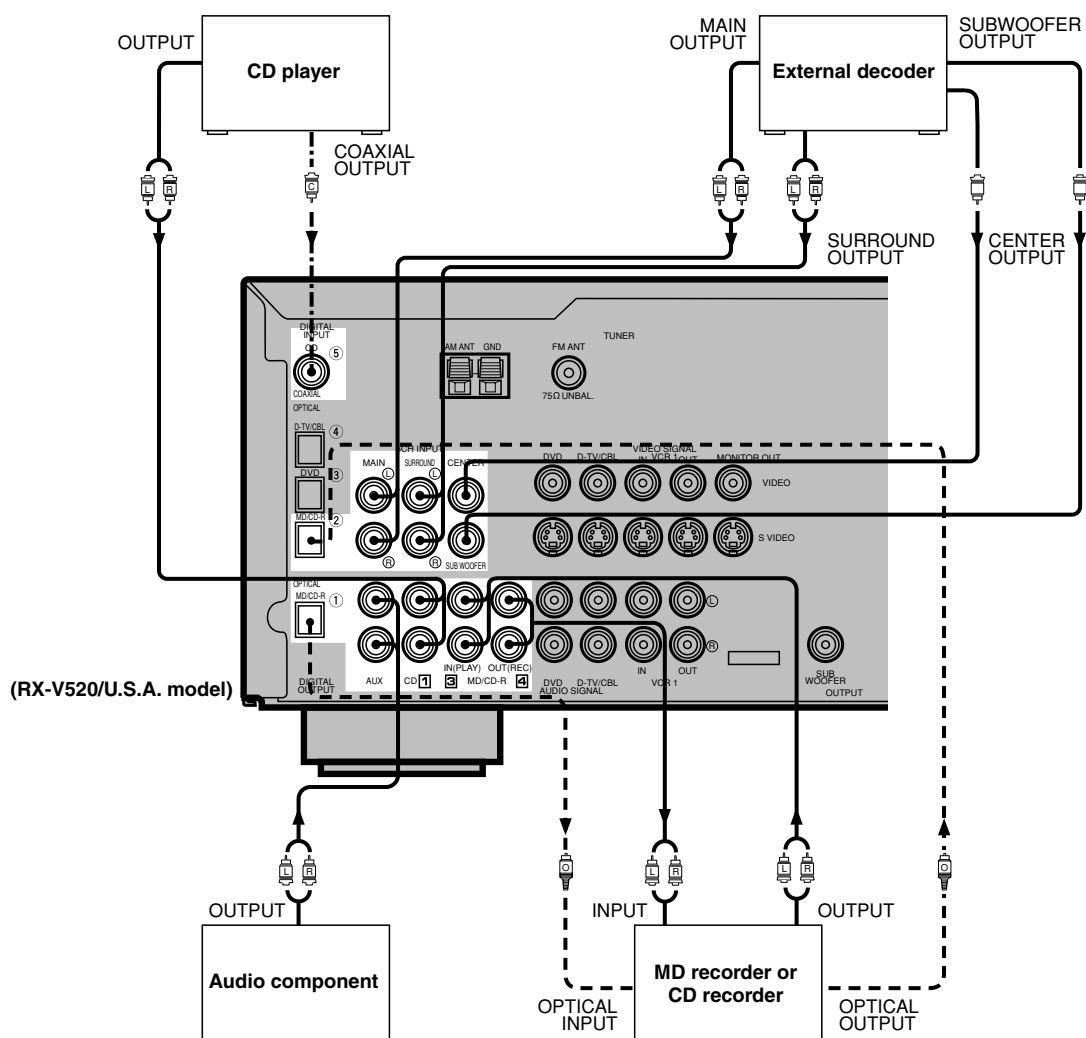 OUTPUT
CD player
COAXIAL
OUTPUT
L R
C
MAIN
OUTPUT
External decoder
SUBWOOFER
OUTPUT
L R
L R
SURROUND
OUTPUT
CENTER
OUTPUT
DIGITAL
INPUT
CD
⑤
COAXIAL
OPTICAL
D-TV/CBL
④
DVD
③
MD/CD-R
②
OPTICAL
MD/CD-R
①
DIGITAL
OUTPUT
AM ANT GND
FM ANT
75Ω UNBAL.
TUNER
6CH INPUT
MAIN SURROUND CENTER
L L
R R
SUB WOOFER
VIDEO SIGNAL
DVD D-TV/CBL IN VCR 1 OUT MONITOR OUT
VIDEO
S VIDEO
L
R
AUX CD 1 IN(PLAY) 3 MD/CD-R OUT(REC) 4
DVD D-TV/CBL IN VCR 1 OUT
AUDIO SIGNAL
SUB
WOOFER
OUTPUT
(RX-V520/U.S.A. model)
L R
OUTPUT
Audio component
O
L R
L R
O
INPUT
OUTPUT
MD recorder or
CD recorder
OPTICAL
INPUT
OPTICAL
OUTPUT